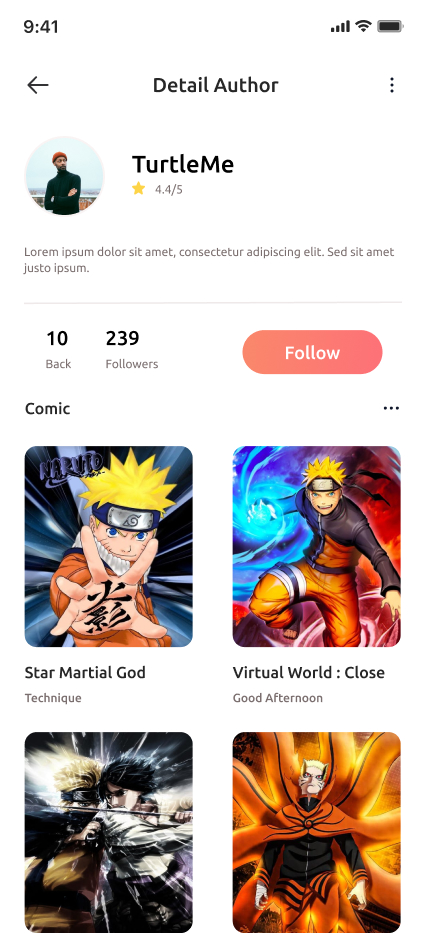 9:41
Detail Author
TurtleMe
4.4/5
Lorem ipsum dolor sit amet, consectetur adipiscing elit. Sed sit amet
justo ipsum.
10
239
Back
Followers
Follow
Comic
NARUTO
火影
Star Martial God
Virtual World : Close
Technique
Good Afternoon